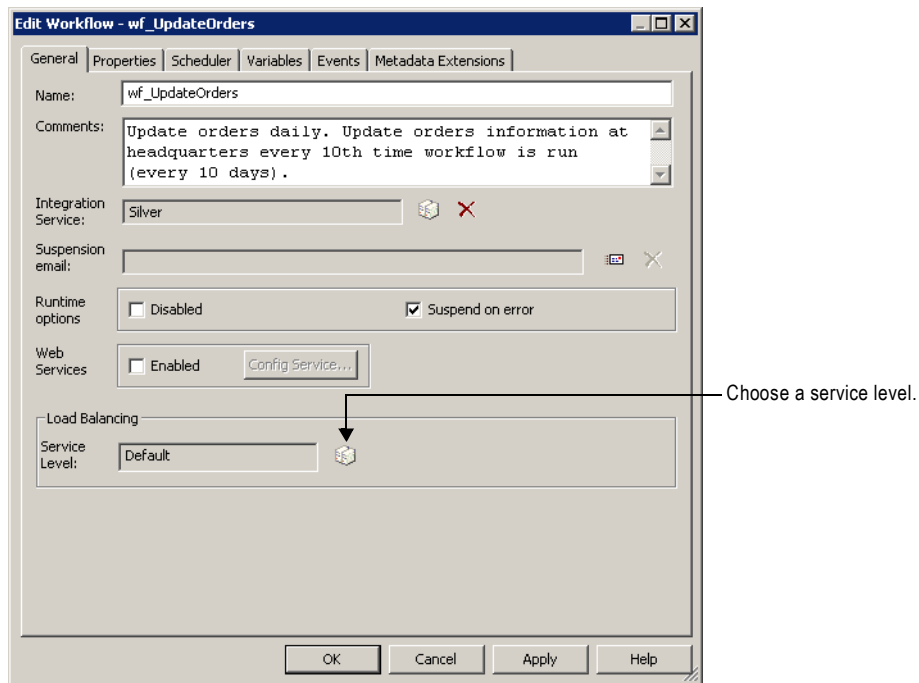 Edit Workflow - wf_UpdateOrders
General Properties Scheduler Variables Events Metadata Extensions
Name: wf_UpdateOrders
Comments: Update orders daily. Update orders information at
headquarters every 10th time workflow is run
(every 10 days).
Integration
Service: Silver
Suspension
email:
Runtime
options Disabled Suspend on error
Web
Services Enabled Config Service...
Choose a service level.
Load Balancing
Service
Level: Default
OK Cancel Apply Help